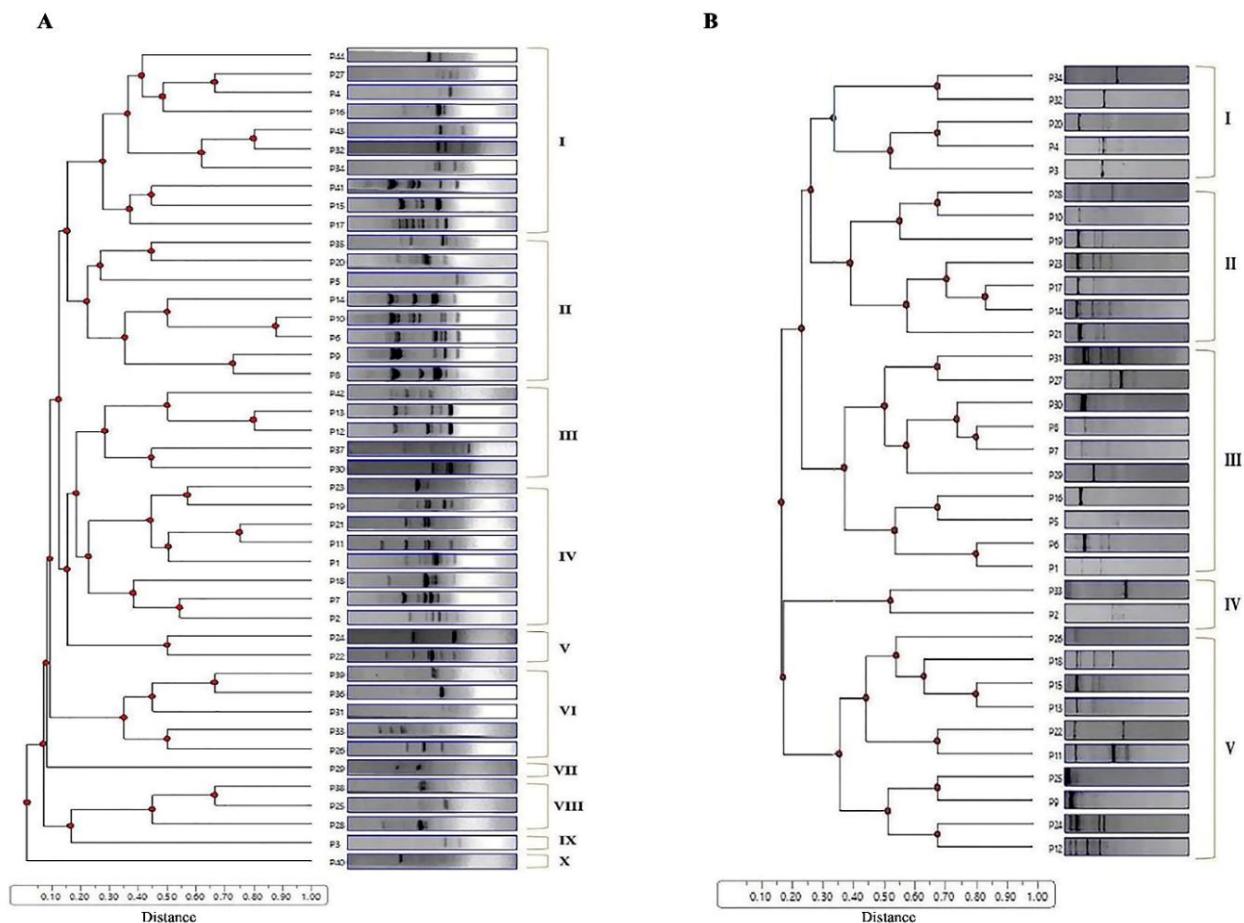 A
P44
P27
P4
P16
P43
P32
P34
P41
P15
P17
P35
P20
P5
P14
P10
P6
P9
P8
P42
P13
P12
P37
P30
P23
P19
P21
P11
P1
P18
P7
P2
P24
P22
P39
P36
P31
P33
P26
P29
P38
P25
P28
P3
P40
I
II
III
IV
V
VI
VII
VIII
IX
X
0.10 0.20 0.30 0.40 0.50 0.60 0.70 0.80 0.90 1.00
Distance
B
P34
P32
P20
P4
P3
P28
P10
P19
P23
P17
P14
P21
P31
P27
P30
P8
P7
P29
P16
P5
P6
P1
P33
P2
P26
P18
P15
P13
P22
P11
P25
P9
P24
P12
I
II
III
IV
V
0.10 0.20 0.30 0.40 0.50 0.60 0.70 0.80 0.90 1.00
Distance